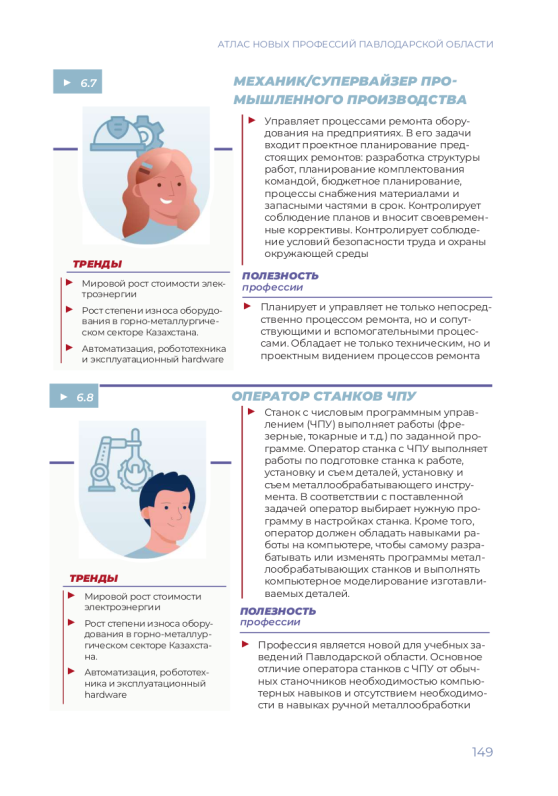 АТЛАС НОВЫХ ПРОФЕССИЙ ПАВЛОДАРСКОЙ ОБЛАСТИ
6.7
МЕХАНИК/СУПЕРВАЙЗЕР ПРО-
МЫШЛЕННОГО ПРОИЗВОДСТВА
Управляет процессами ремонта обору-
дования на предприятиях. В его задачи
входит проектное планирование пред-
стоящих ремонтов: разработка структуры
работ, планирование комплектования
командой, бюджетное планирование,
процессы снабжения материалами и
запасными частями в срок. Контролирует
соблюдение планов и вносит своевремен-
ные коррективы. Контролирует соблюде-
ние условий безопасности труда и охраны
окружающей среды
ТРЕНДЫ
Мировой рост стоимости элек-
троэнергии
Рост степени износа оборудо-
вания в горно-металлургиче-
ском секторе Казахстана.
Автоматизация, робототехника
и эксплуатационный hardware
ПОЛЕЗНОСТЬ
профессии
Планирует и управляет не только непосред-
ственно процессом ремонта, но и сопут-
ствующими и вспомогательными процес-
сами. Обладает не только техническим, но и
проектным видением процессов ремонта
6.8
ОПЕРАТОР СТАНКОВ ЧПУ
Станок с числовым программным управ-
лением (ЧПУ) выполняет работы (фре-
зерные, токарные и т.д.) по заданной про-
грамме. Оператор станка с ЧПУ выполняет
работы по подготовке станка к работе,
установку и съем деталей, установку и
съем металлообрабатывающего инстру-
мента. В соответствии с поставленной
задачей оператор выбирает нужную про-
грамму в настройках станка. Кроме того,
оператор должен обладать навыками ра-
боты на компьютере, чтобы самому разра-
батывать или изменять программы метал-
лообрабатывающих станков и выполнять
компьютерное моделирование изготавли-
ваемых деталей.
ТРЕНДЫ
Мировой рост стоимости
электроэнергии
Рост степени износа обору-
дования в горно-металлур-
гическом секторе Казахста-
на.
Автоматизация, робототех-
ника и эксплуатационный
hardware
ПОЛЕЗНОСТЬ
профессии
Профессия является новой для учебных за-
ведений Павлодарской области. Основное
отличие оператора станков с ЧПУ от обыч-
ных станочников необходимостью компью-
терных навыков и отсутствием необходимо-
сти в навыках ручной металлообработки
149